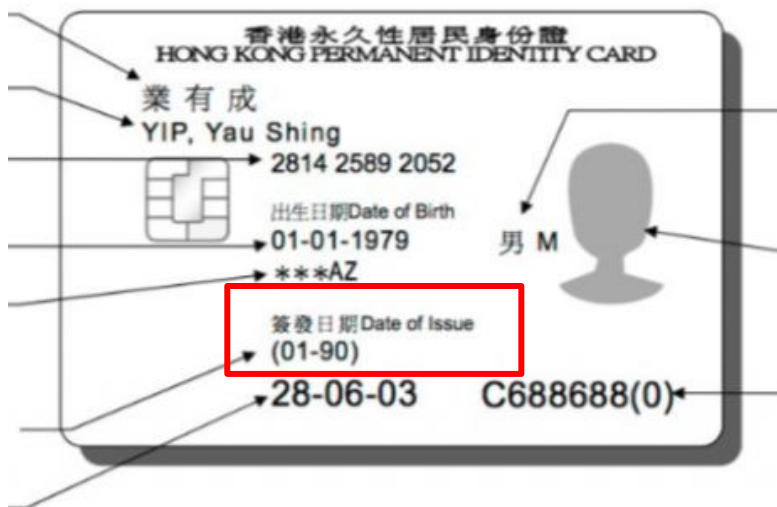 香港永久性居民身份證
HONG KONG PERMANENT IDENTITY CARD
業有成
YIP, Yau Shing
2814 2589 2052
出生日期Date of Birth
01-01-1979
男 M
***AZ
簽發日期Date of Issue
(01-90)
28-06-03
C688688(0)